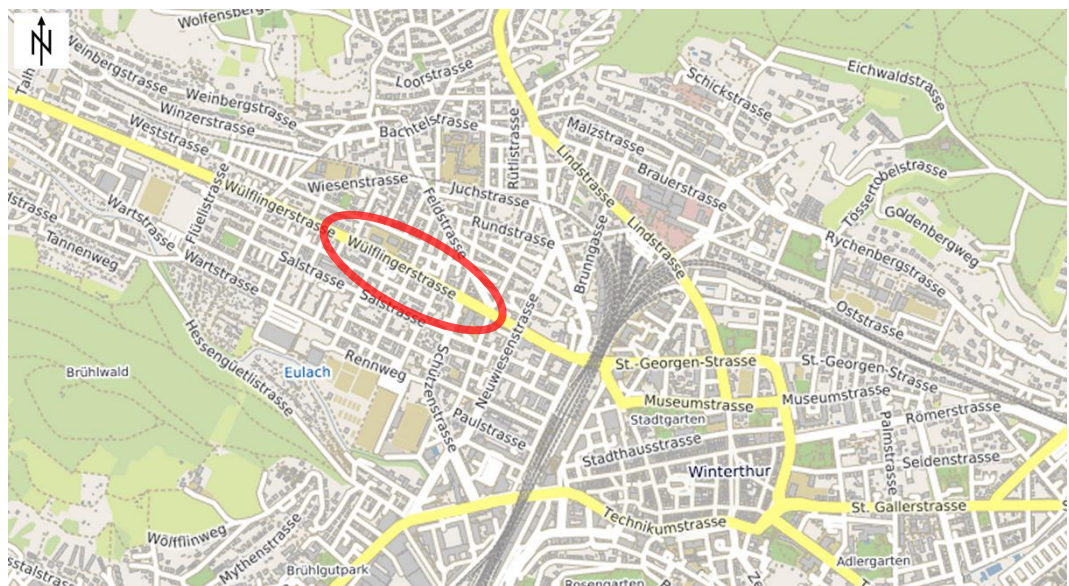 N
Wolfensberg
Weinbergstrasse
Loorstrasse
Weinbergstrasse
Winzerstrasse
Weststrasse
Bachtelstrasse
Rütlistrasse
Malzstrasse
Schickstrasse
Eichwaldstrasse
Lindstrasse
Brauerstrasse
Tössertobelstrasse
Goldenbergweg
Wiesenstrasse
Juchstrasse
Feldstrasse
Rundstrasse
Wülflingerstrasse
Wülflingerstrasse
Flüelistrasse
Wartstrasse
Wartstrasse
Tannenweg
Salstrasse
Salstrasse
Brunngasse
Lindstrasse
Rychenbergstrasse
Oststrasse
Hessengüetlistrasse
Rennweg
Schützenstrasse
Neuwiesenstrasse
Brühlwald
Eulach
St.-Georgen-Strasse
St.-Georgen-Strasse
Museumstrasse
Museumstrasse
Stadtgarten
Römerstrasse
Paulstrasse
Stadthausstrasse
Palmstrasse
Seidenstrasse
Winterthur
St. Gallerstrasse
Technikumstrasse
Wölfflinweg
Mythenstrasse
Brühlgutpark
Adlergarten
Rosengarten